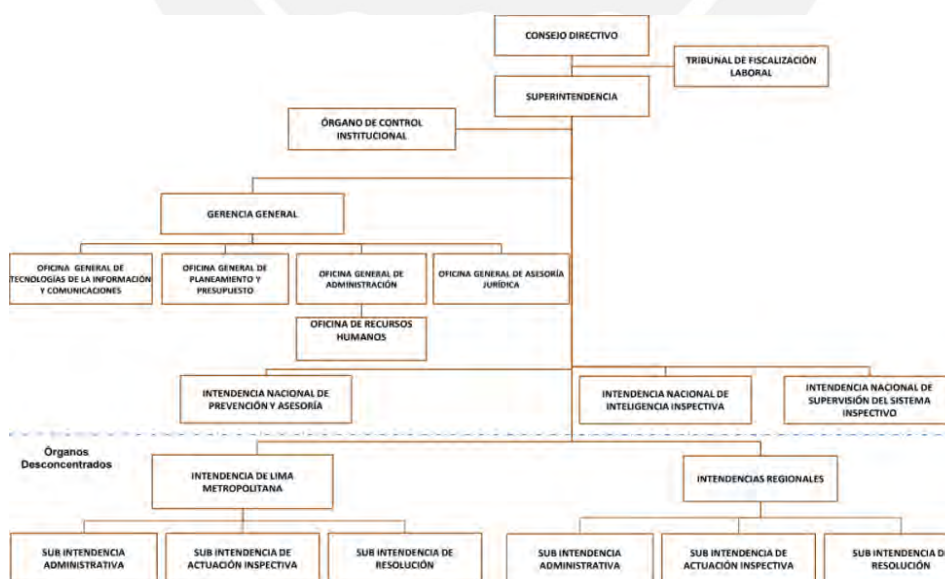 CONSEJO DIRECTIVO
TRIBUNAL DE FISCALIZACIÓN
LABORAL
SUPERINTENDENCIA
ÓRGANO DE CONTROL
INSTITUCIONAL
GERENCIA GENERAL
OFICINA GENERAL DE
TECNOLOGÍAS DE LA INFORMACIÓN
Y COMUNICACIONES
OFICINA GENERAL DE
PLANEAMIENTO Y
PRESUPUESTO
OFICINA GENERAL DE
ADMINISTRACIÓN
OFICINA GENERAL DE ASESORÍA
JURÍDICA
OFICINA DE RECURSOS
HUMANOS
INTENDENCIA NACIONAL DE
PREVENCIÓN Y ASESORÍA
INTENDENCIA NACIONAL DE
INTELIGENCIA INSPECTIVA
INTENDENCIA NACIONAL DE
SUPERVISIÓN DEL SISTEMA
INSPECTIVO
Órganos
Desconcentrados
INTENDENCIA DE LIMA
METROPOLITANA
INTENDENCIAS REGIONALES
SUB INTENDENCIA
ADMINISTRATIVA
SUB INTENDENCIA DE
ACTUACIÓN INSPECTIVA
SUB INTENDENCIA DE
RESOLUCIÓN
SUB INTENDENCIA
ADMINISTRATIVA
SUB INTENDENCIA DE
ACTUACIÓN INSPECTIVA
SUB INTENDENCIA DE
RESOLUCIÓN